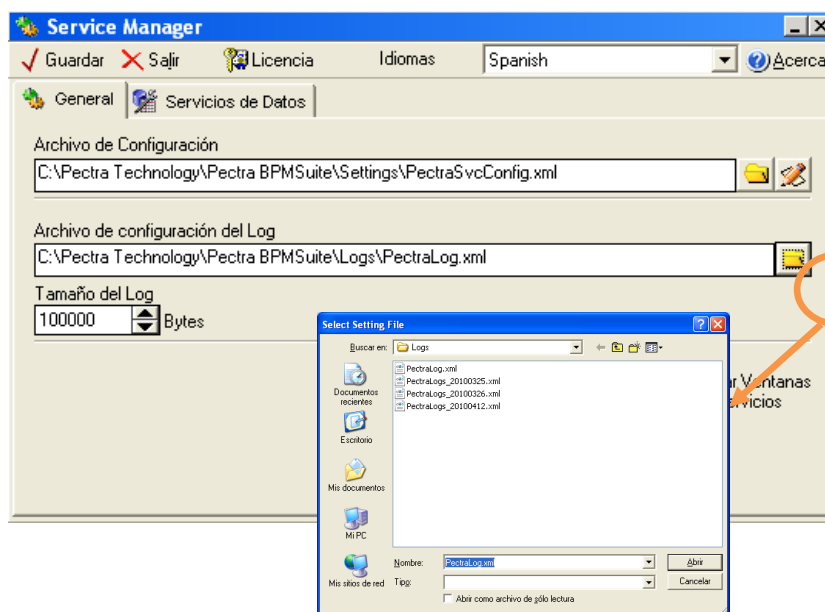 Service Manager
Guardar Salir Licencia Idiomas Spanish Acerca
General Servicios de Datos
Archivo de Configuración
C:\Pectra Technology\Pectra BPMSuite\Settings\PectraSvcConfig.xml
Archivo de configuración del Log
C:\Pectra Technology\Pectra BPMSuite\Logs\PectraLog.xml
Tamaño del Log
100000 Bytes
r Ventanas
ervicios
Select Setting File
Buscar en: Logs
PectraLog.xml
PectraLogs_20100325.xml
PectraLogs_20100326.xml
PectraLogs_20100412.xml
Documentos
recientes
Escritorio
Mis documentos
Mi PC
Mis sitios de red
Nombre: PectraLog.xml Abrir
Tipo: Cancelar
Abrir como archivo de sólo lectura